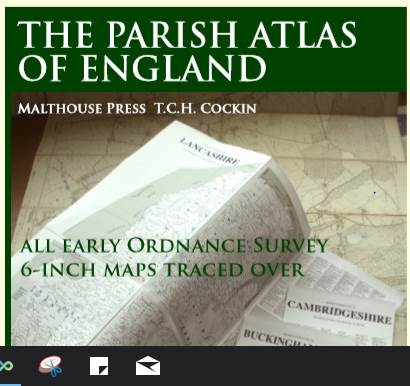 THE PARISH ATLAS
OF ENGLAND
MALTHOUSE PRESS T.C.H. COCKIN
LANCASHIRE
ALL EARLY ORDNANCE SURVEY
6-INCH MAPS TRACED OVER
CAMBRIDGESHIRE